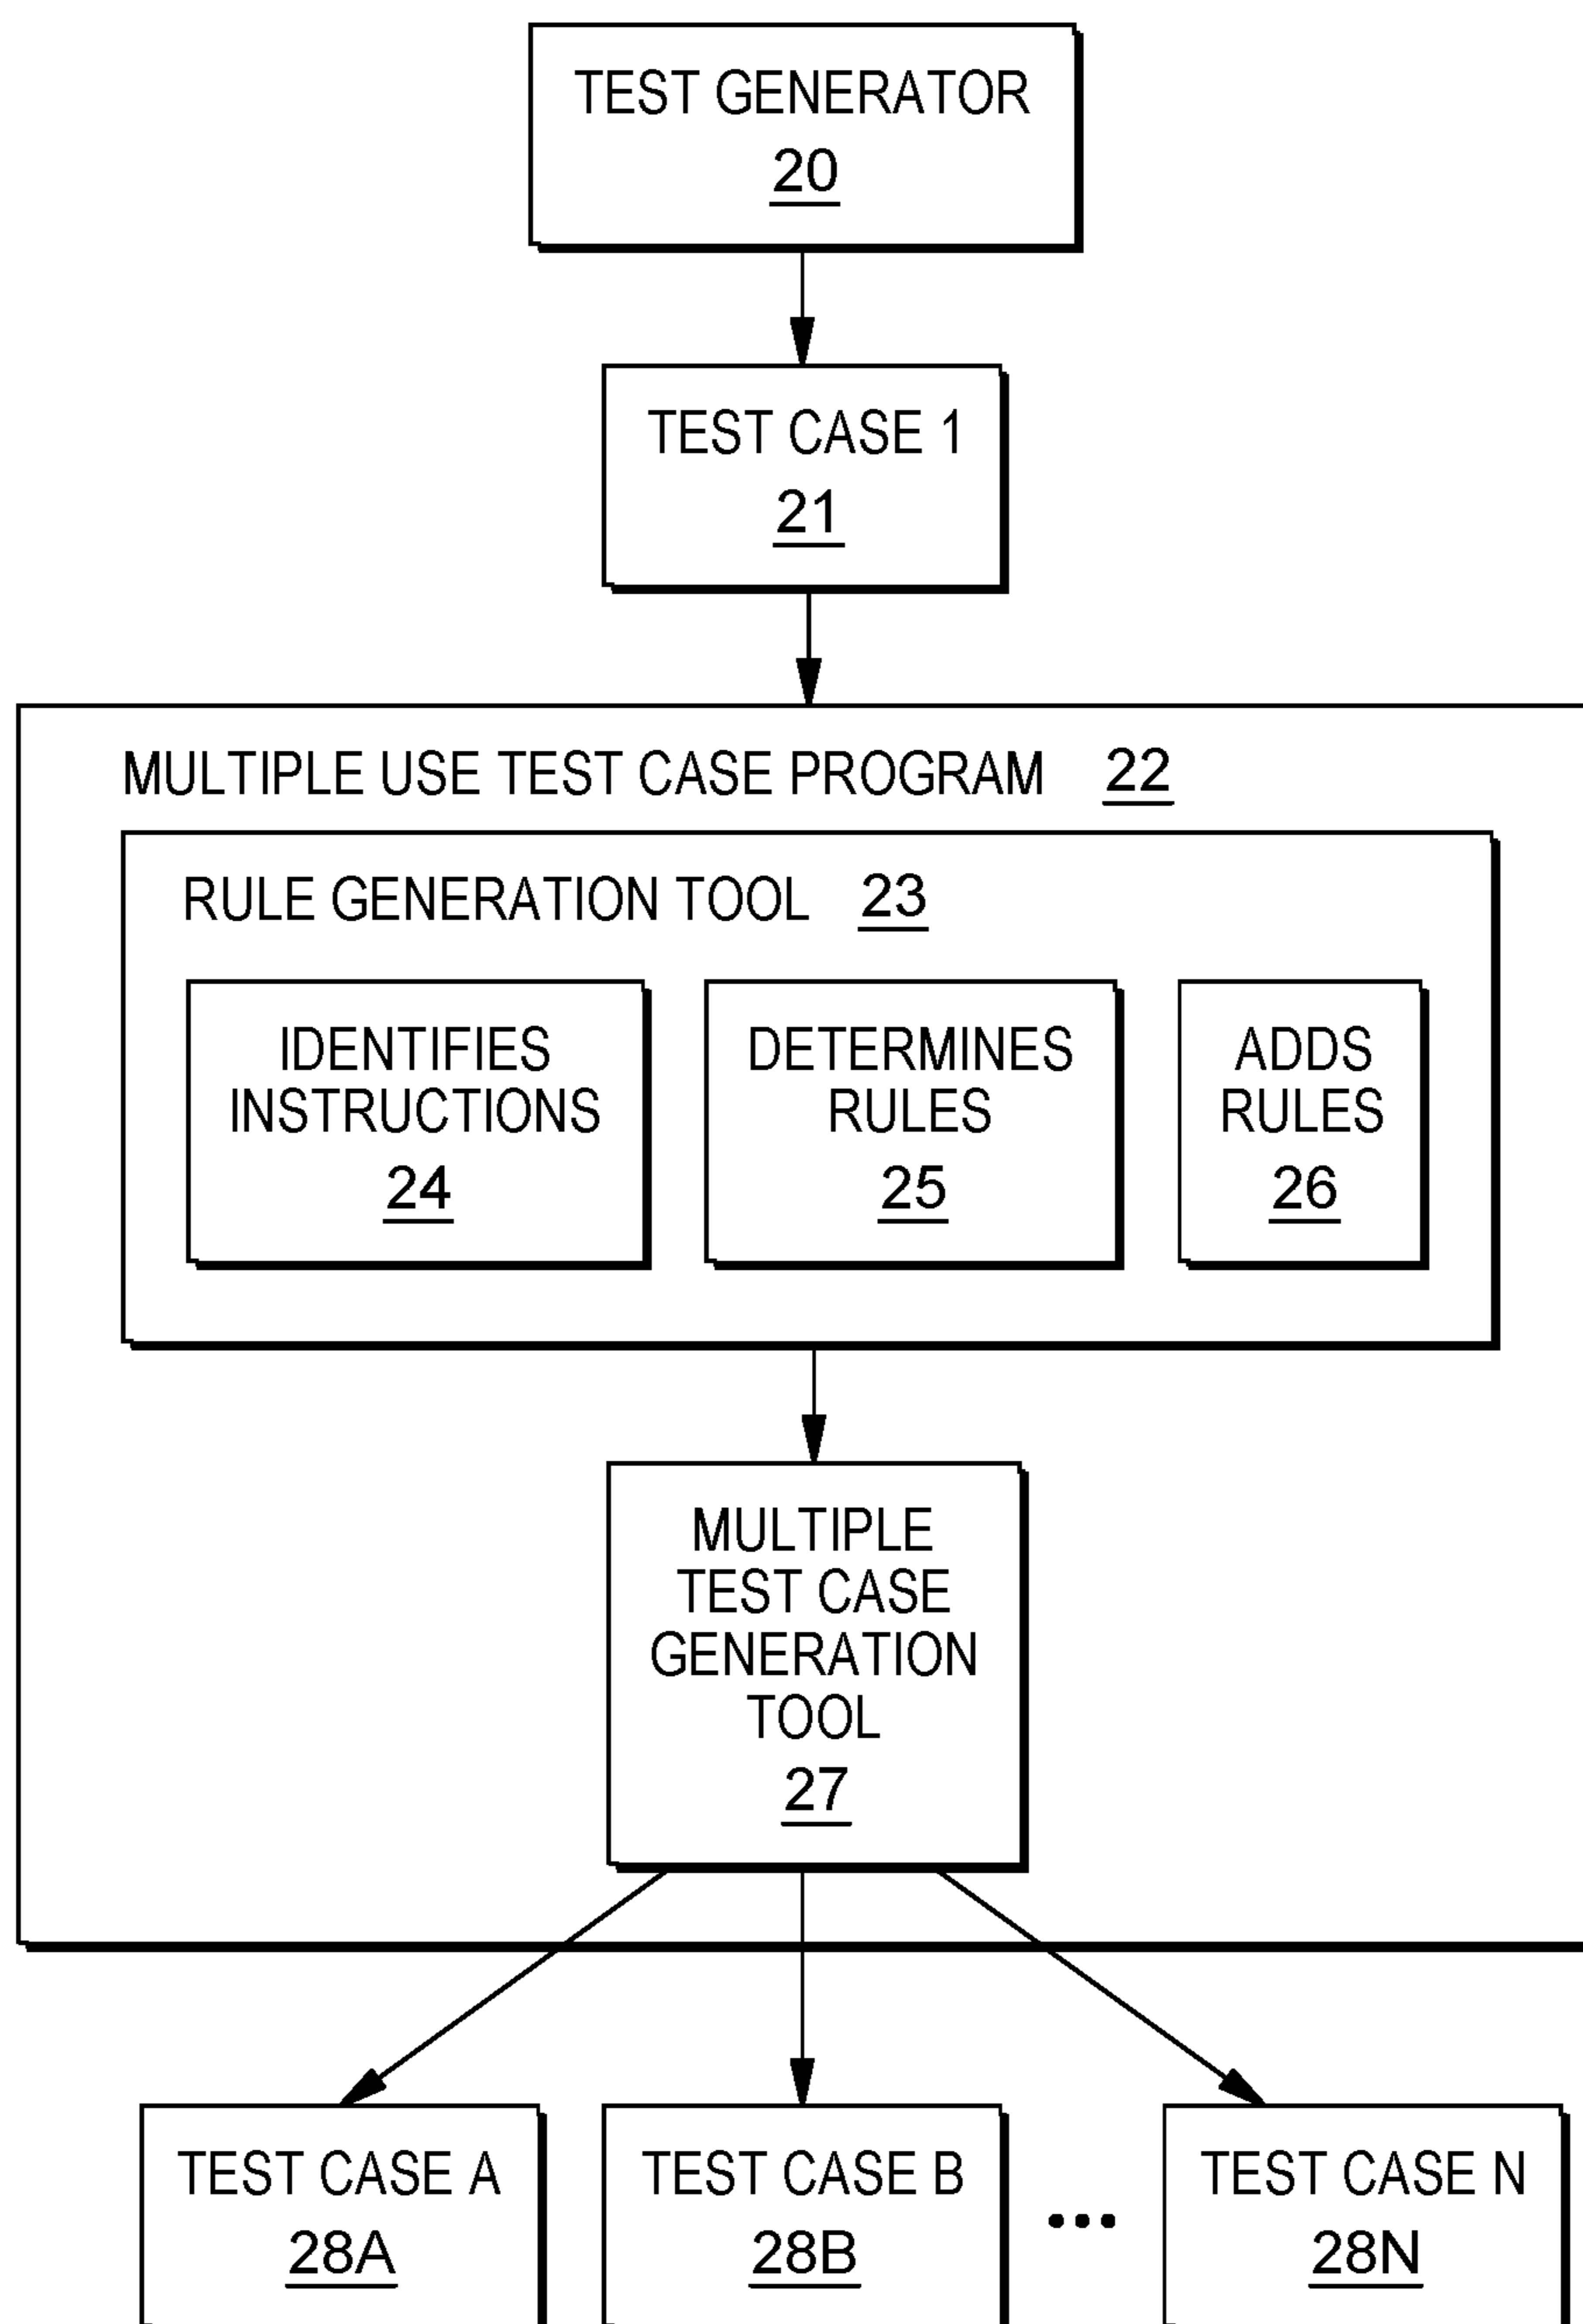 TEST GENERATOR
20
TEST CASE 1
21
MULTIPLE USE TEST CASE PROGRAM 22
RULE GENERATION TOOL 23
IDENTIFIES
INSTRUCTIONS
24
DETERMINES
RULES
25
ADDS
RULES
26
MULTIPLE
TEST CASE
GENERATION
TOOL
27
TEST CASE A
28A
TEST CASE B
28B
•••
TEST CASE N
28N